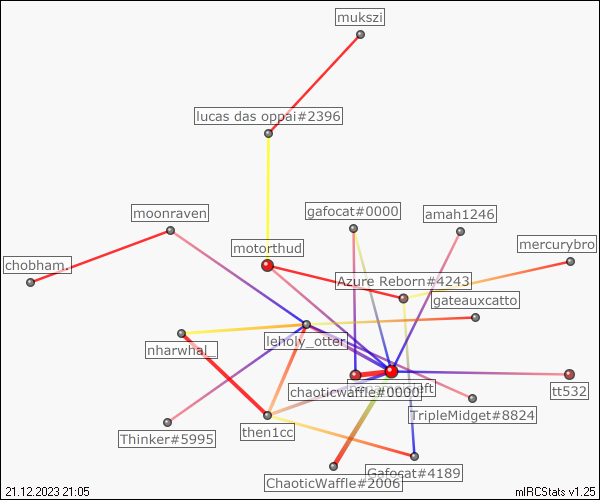 mukszi
lucas das oppai#2396
moonraven
gafocat#0000
amah1246
motorthud
mercurybro
chobham.
Azure Reborn#4243
gateauxcatto
leholy_otter
nharwhal_
chaoticwaffle#0000
tt532
TripleMidget#8824
Thinker#5995
then1cc
Gafocat#4189
ChaoticWaffle#2006
21.12.2023 21:05
mIRCStats v1.25